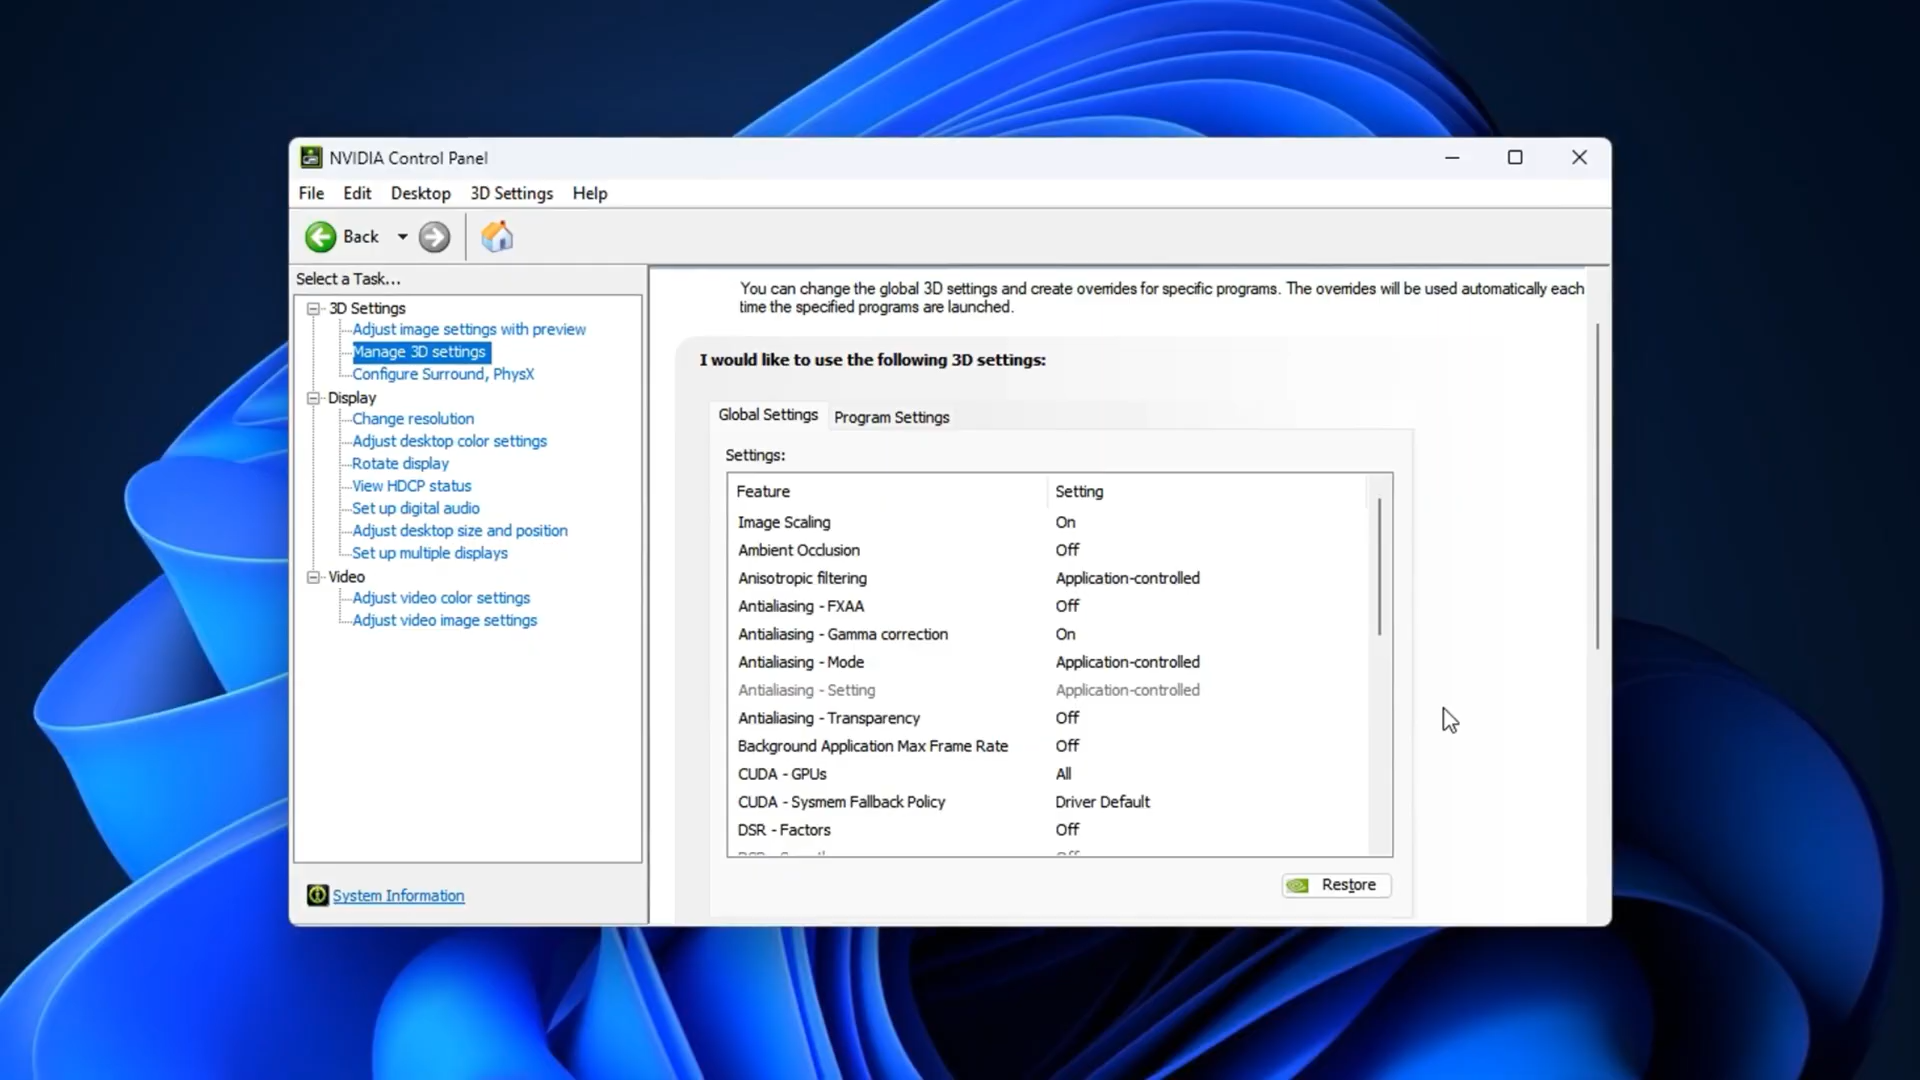 NVIDIA Control Panel
File Edit Desktop 3D Settings Help
Back
Select a Task...
3D Settings
Adjust image settings with preview
Manage 3D settings
Configure Surround, PhysX
Display
Change resolution
Adjust desktop color settings
Rotate display
View HDCP status
Set up digital audio
Adjust desktop size and position
Set up multiple displays
Video
Adjust video color settings
Adjust video image settings
System Information
You can change the global 3D settings and create overrides for specific programs. The overrides will be used automatically each
time the specified programs are launched.
I would like to use the following 3D settings:
Global Settings Program Settings
Settings:
Feature Setting
Image Scaling On
Ambient Occlusion Off
Anisotropic filtering Application-controlled
Antialiasing - FXAA Off
Antialiasing - Gamma correction On
Antialiasing - Mode Application-controlled
Antialiasing - Setting Application-controlled
Antialiasing - Transparency Off
Background Application Max Frame Rate Off
CUDA - GPUs All
CUDA - Sysmem Fallback Policy Driver Default
DSR - Factors Off
Restore